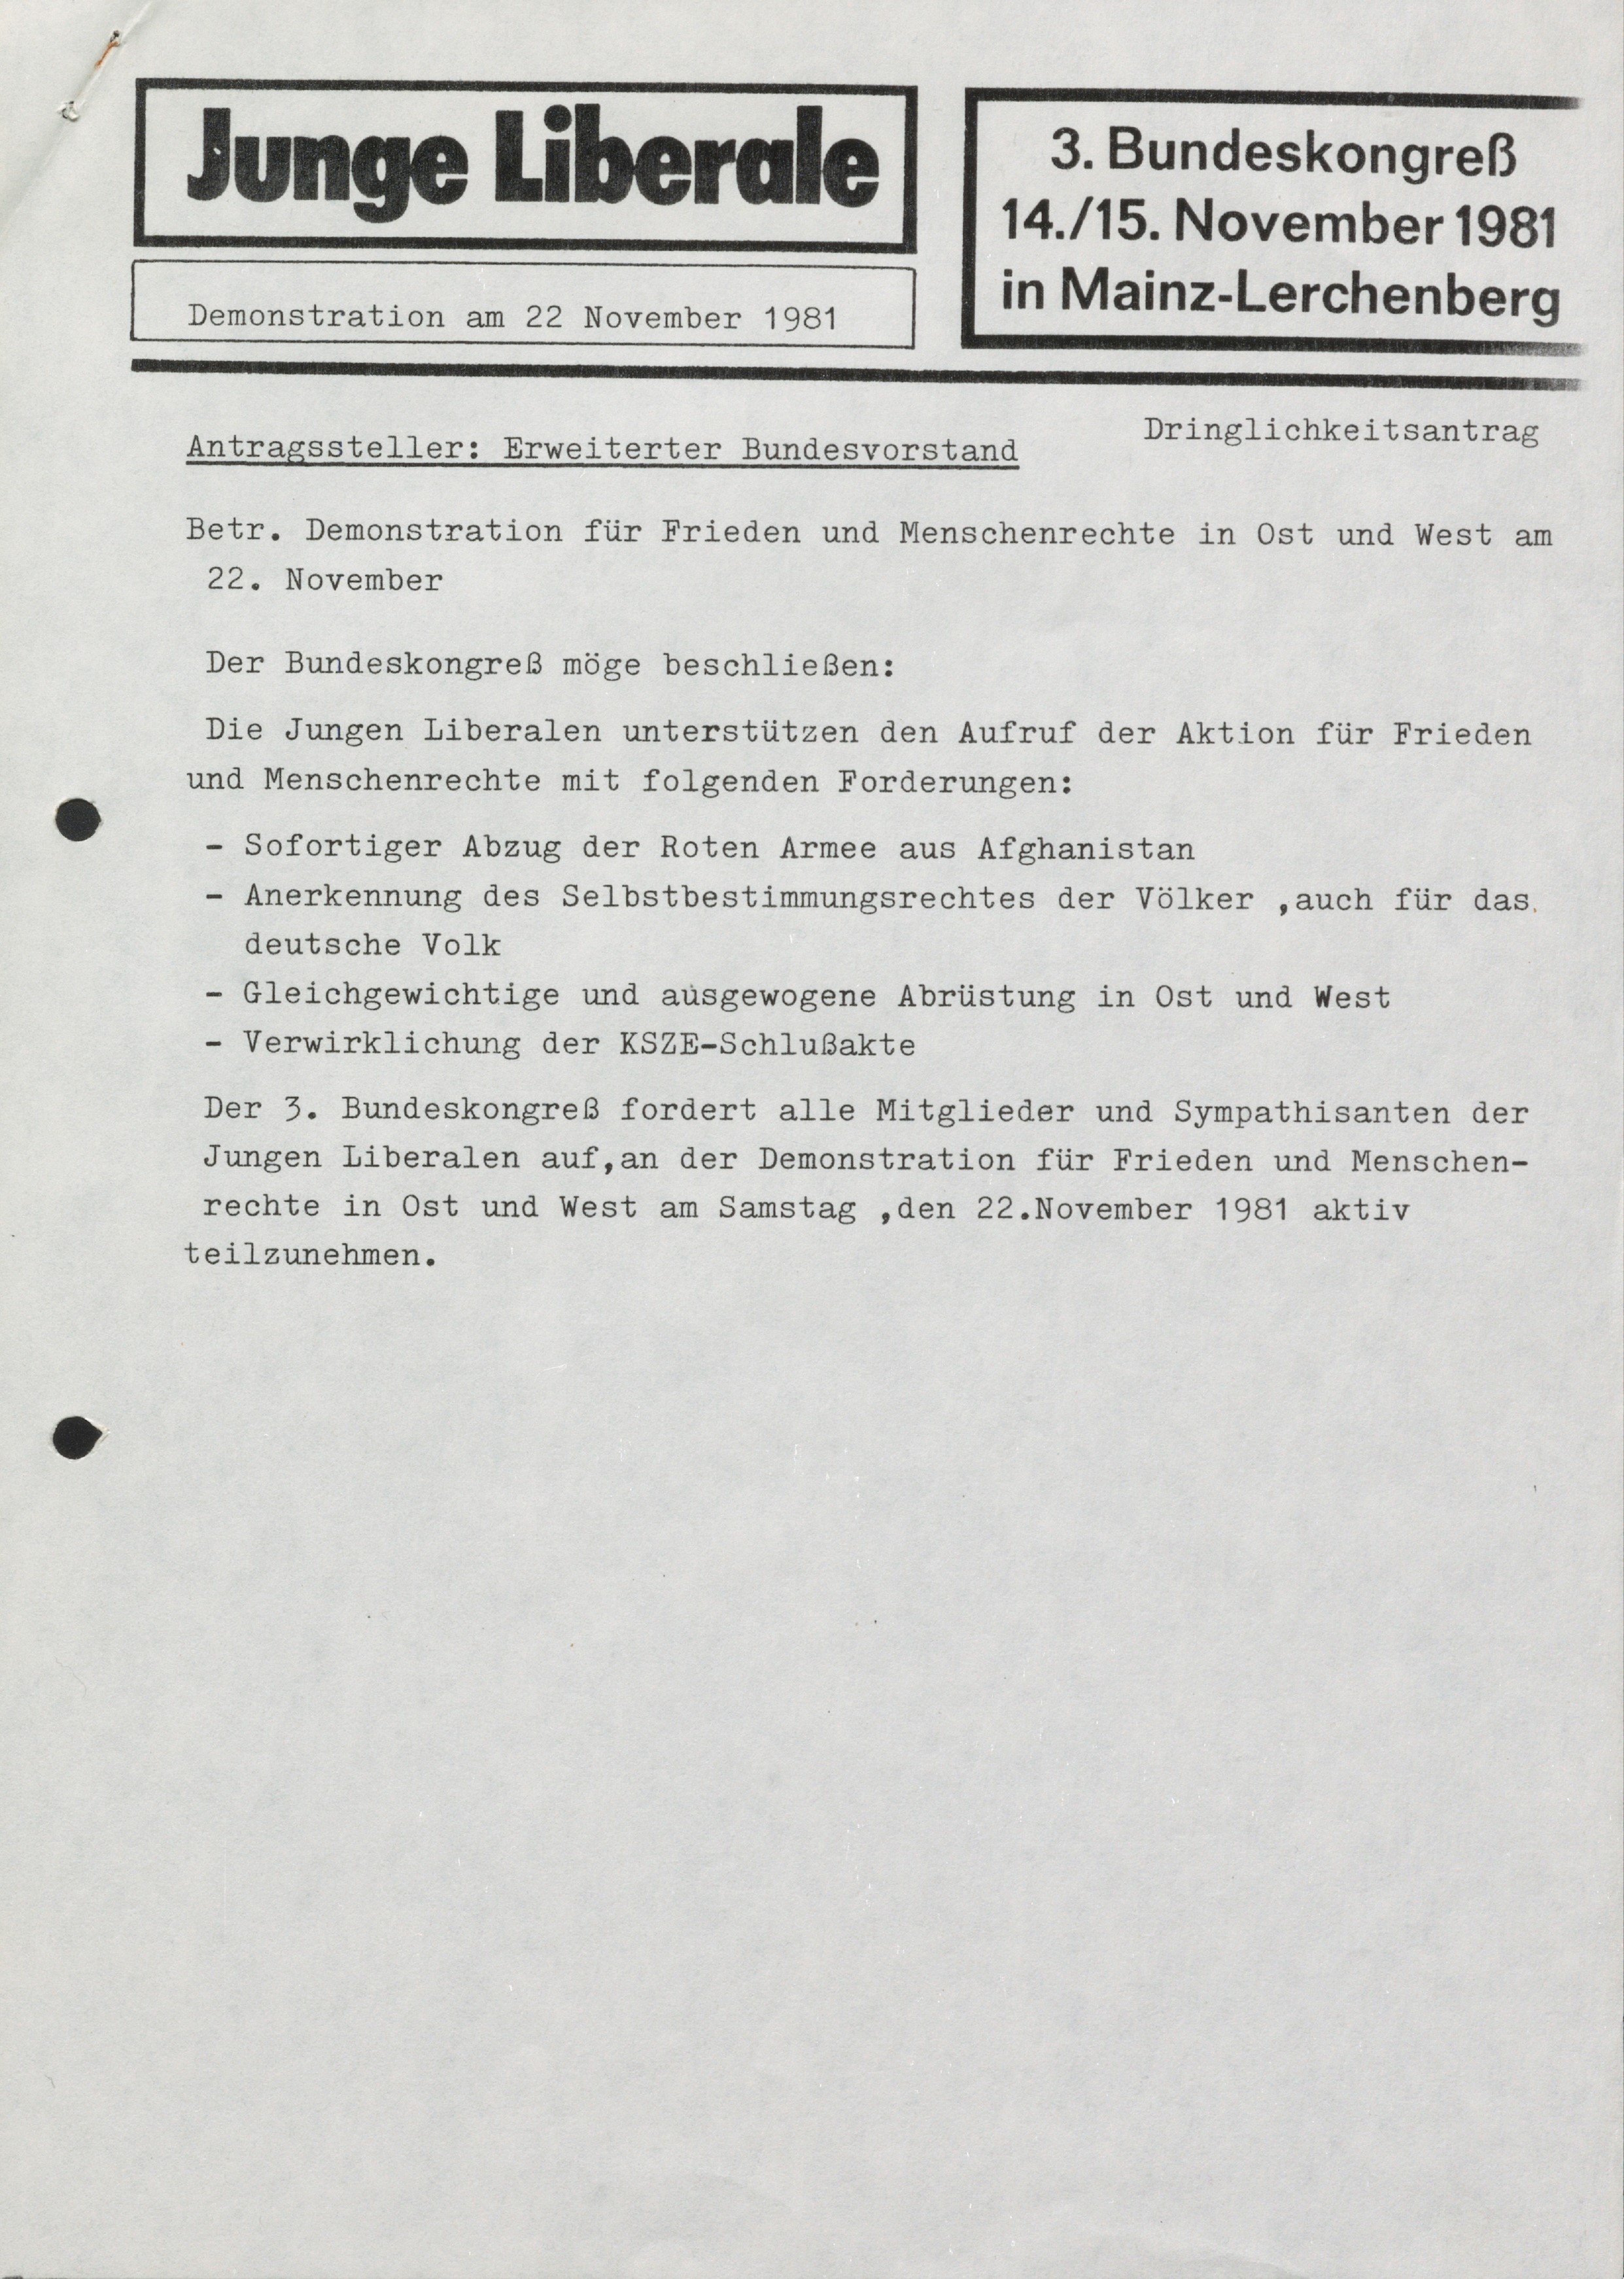 Junge Liberale
3. Bundeskongreß
14./15. November 1981
in Mainz-Lerchenberg
Demonstration am 22 November 1981
Dringlichkeitsantrag
Antragssteller: Erweiterter Bundesvorstand
Betr. Demonstration für Frieden und Menschenrechte in Ost und West am
22. November
Der Bundeskongreß möge beschließen:
Die Jungen Liberalen unterstützen den Aufruf der Aktion für Frieden
und Menschenrechte mit folgenden Forderungen:
- Sofortiger Abzug der Roten Armee aus Afghanistan
- Anerkennung des Selbstbestimmungsrechtes der Völker ,auch für das
deutsche Volk
- Gleichgewichtige und ausgewogene Abrüstung in Ost und West
- Verwirklichung der KSZE-Schlußakte
Der 3. Bundeskongreß fordert alle Mitglieder und Sympathisanten der
Jungen Liberalen auf,an der Demonstration für Frieden und Menschen-
rechte in Ost und West am Samstag ,den 22.November 1981 aktiv
teilzunehmen.